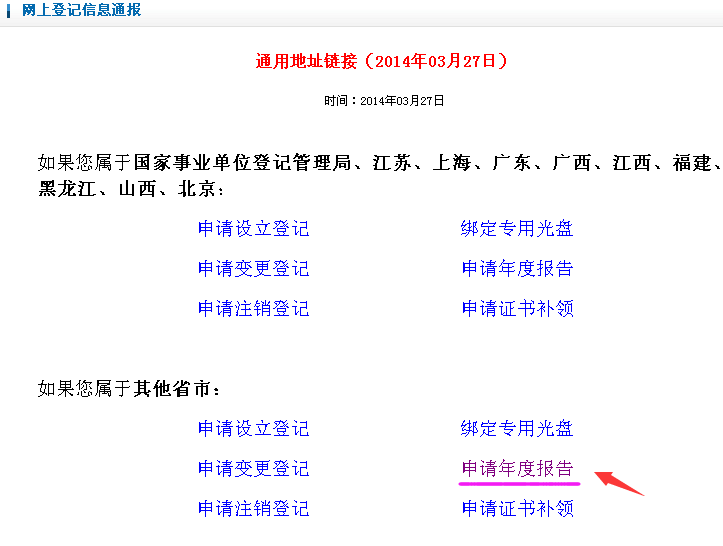 网上登记信息通报
通用地址链接（2014年03月27日）
时间：2014年03月27日
如果您属于国家事业单位登记管理局、江苏、上海、广东、广西、江西、福建、
黑龙江、山西、北京：
申请设立登记 绑定专用光盘
申请变更登记 申请年度报告
申请注销登记 申请证书补领
如果您属于其他省市：
申请设立登记 绑定专用光盘
申请变更登记 申请年度报告
申请注销登记 申请证书补领